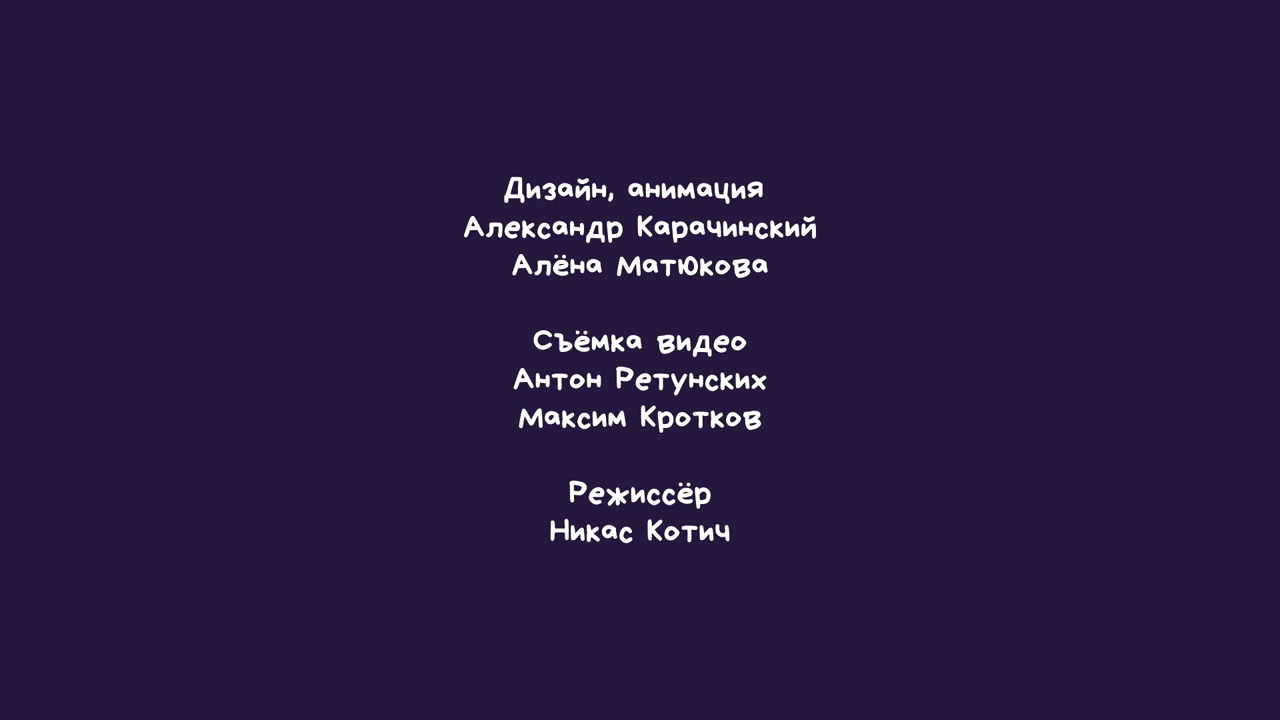 Дизайн, анимация
Александр Карачинский
Алёна Матюкова
Съёмка видео
Антон Ретунских
Максим Кротков
Режиссёр
Никас Котич